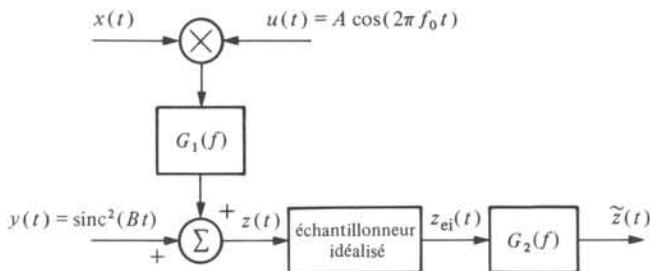 x(t)
u(t) = A cos(2π f₀ t)
G₁(f)
y(t) = sinc²(Bt)
+
+
Σ
z(t)
échantillonneur
idéalisé
z_ei(t)
G₂(f)
z̃(t)